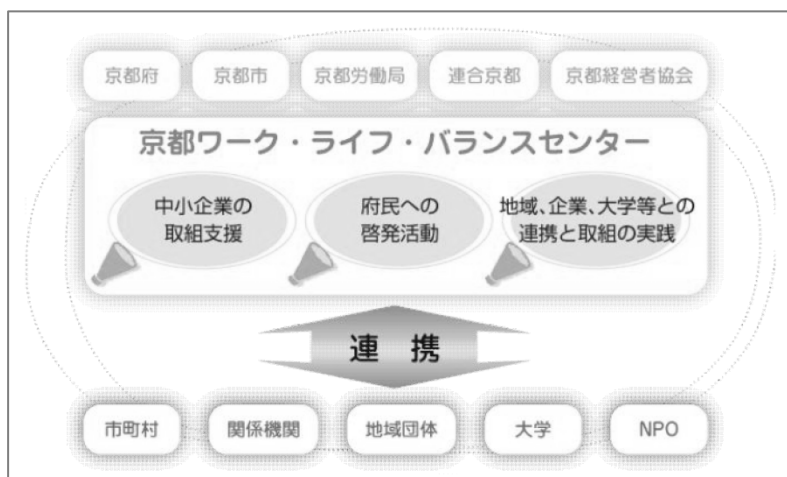 京都府 京都市 京都労働局 連合京都 京都経営者協会
京都ワーク・ライフ・バランスセンター
中小企業の
取組支援
府民への
啓発活動
地域、企業、大学等との
連携と取組の実践
連 携
市町村 関係機関 地域団体 大学 NPO